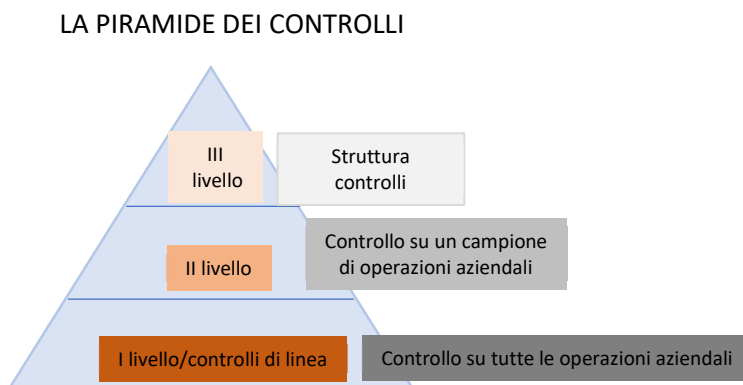 LA PIRAMIDE DEI CONTROLLI
III
livello
Struttura
controlli
II livello
Controllo su un campione
di operazioni aziendali
I livello/controlli di linea
Controllo su tutte le operazioni aziendali